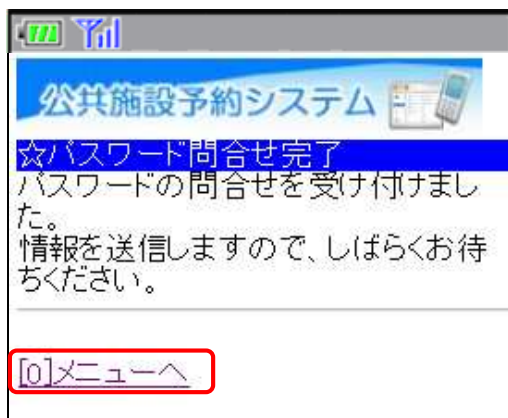 公共施設予約システム
☆パスワード問合せ完了
パスワードの問合せを受け付けまし
た。
情報を送信しますので、しばらくお待
ちください。
[0]メニューへ